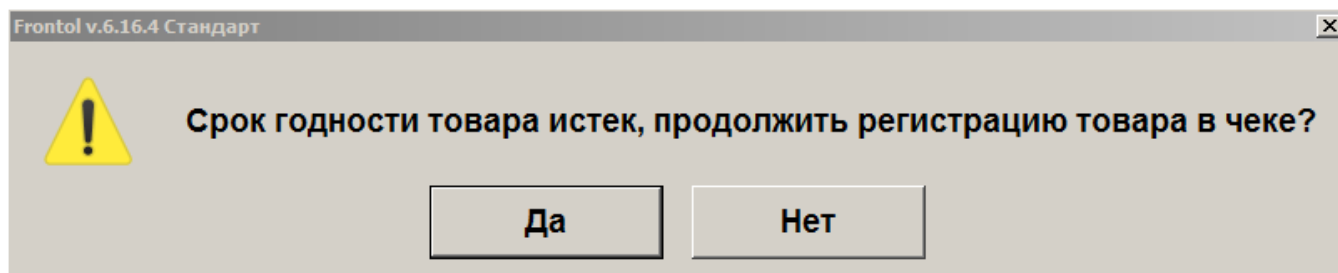 Frontol v.6.16.4 Стандарт
Срок годности товара истек, продолжить регистрацию товара в чеке?
Да
Нет